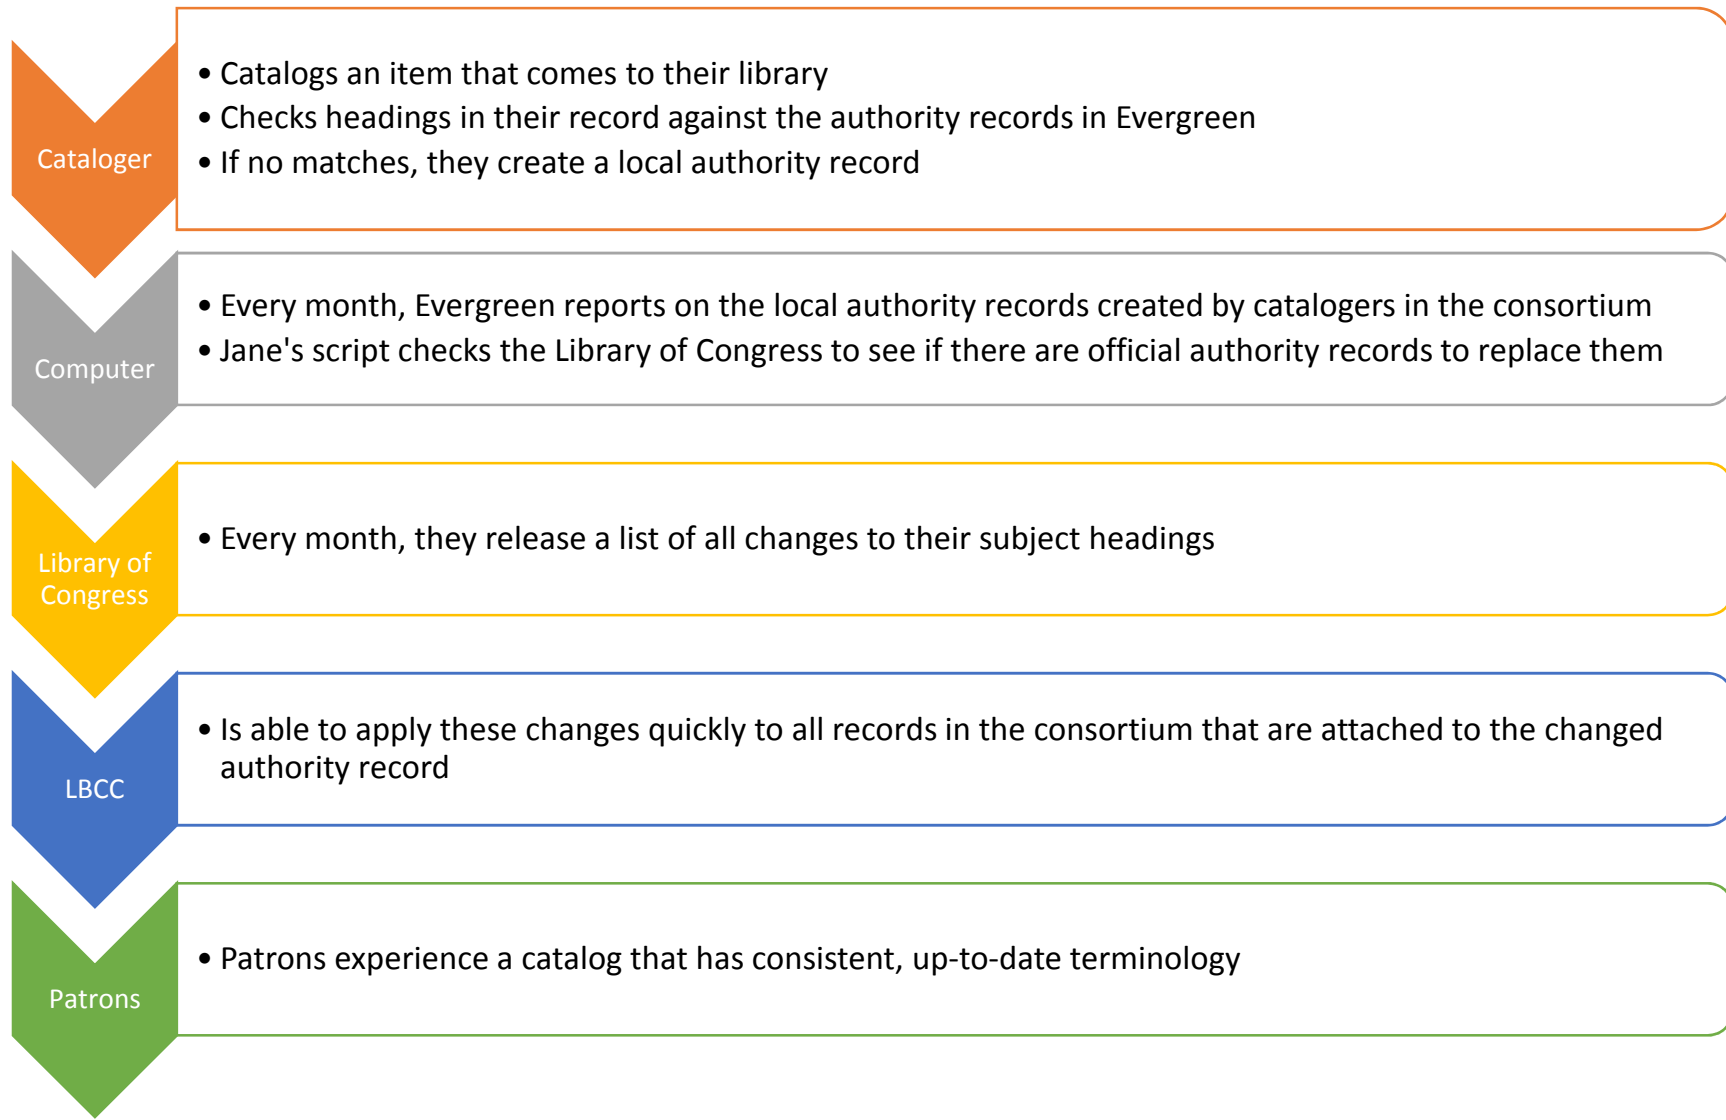 Cataloger
• Catalogs an item that comes to their library
• Checks headings in their record against the authority records in Evergreen
• If no matches, they create a local authority record
Computer
• Every month, Evergreen reports on the local authority records created by catalogers in the consortium
• Jane's script checks the Library of Congress to see if there are official authority records to replace them
Library of
Congress
• Every month, they release a list of all changes to their subject headings
LBCC
• Is able to apply these changes quickly to all records in the consortium that are attached to the changed
authority record
Patrons
• Patrons experience a catalog that has consistent, up-to-date terminology